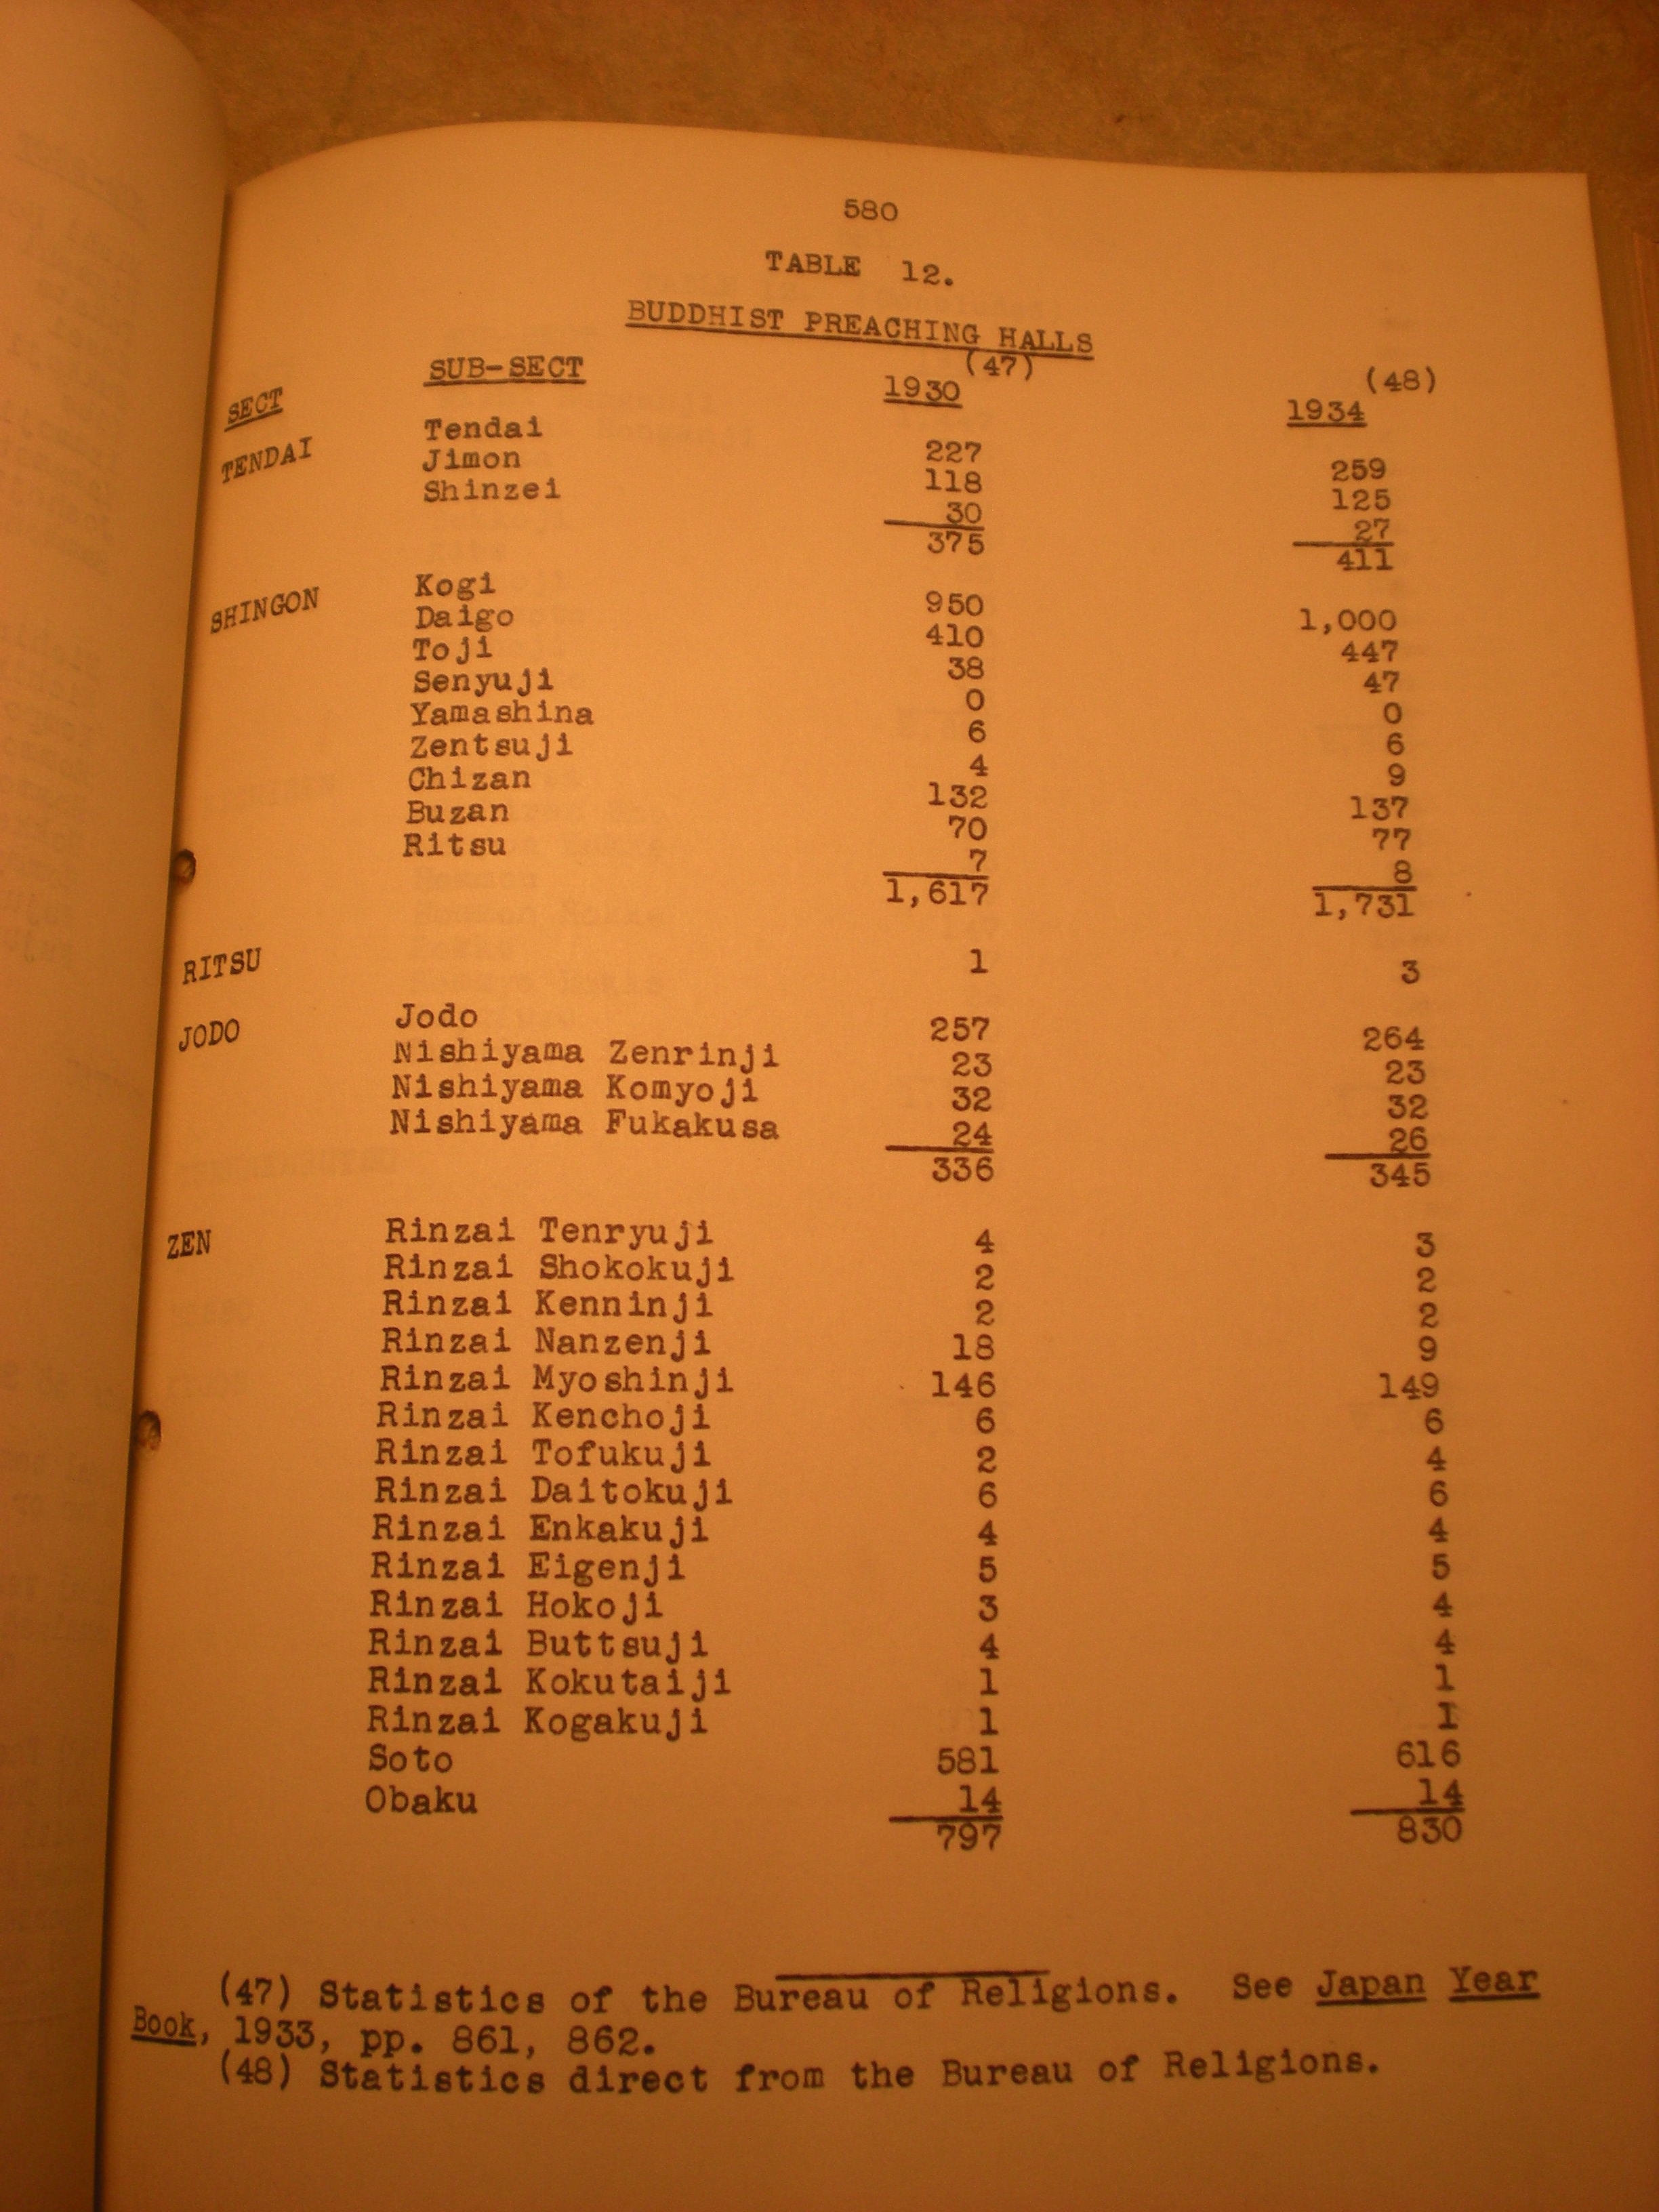 580
TABLE 12.
BUDDHIST PREACHING HALLS
SECT SUB-SECT 1930 (47) 1934 (48)
TENDAI Tendai 227 259
Jimon 118 125
Shinzei 30 27
375 411
SHINGON Kogi 950 1,000
Daigo 410 447
Toji 38 47
Senyuji 0 0
Yamashina 6 6
Zentsuji 4 9
Chizan 132 137
Buzan 70 77
Ritsu 7 8
1,617 1,731
RITSU 1 3
JODO Jodo 257 264
Nishiyama Zenrinji 23 23
Nishiyama Komyoji 32 32
Nishiyama Fukakusa 24 26
336 345
ZEN Rinzai Tenryuji 4 3
Rinzai Shokokuji 2 2
Rinzai Kenninji 2 2
Rinzai Nanzenji 18 9
Rinzai Myoshinji 146 149
Rinzai Kenchoji 6 6
Rinzai Tofukuji 2 4
Rinzai Daitokuji 6 6
Rinzai Enkakuji 4 4
Rinzai Eigenji 5 5
Rinzai Hokoji 3 4
Rinzai Buttsuji 4 4
Rinzai Kokutaiji 1 1
Rinzai Kogakuji 1 1
Soto 581 616
Obaku 14 14
797 830
(47) Statistics of the Bureau of Religions. See Japan Year
Book, 1933, pp. 861, 862.
(48) Statistics direct from the Bureau of Religions.